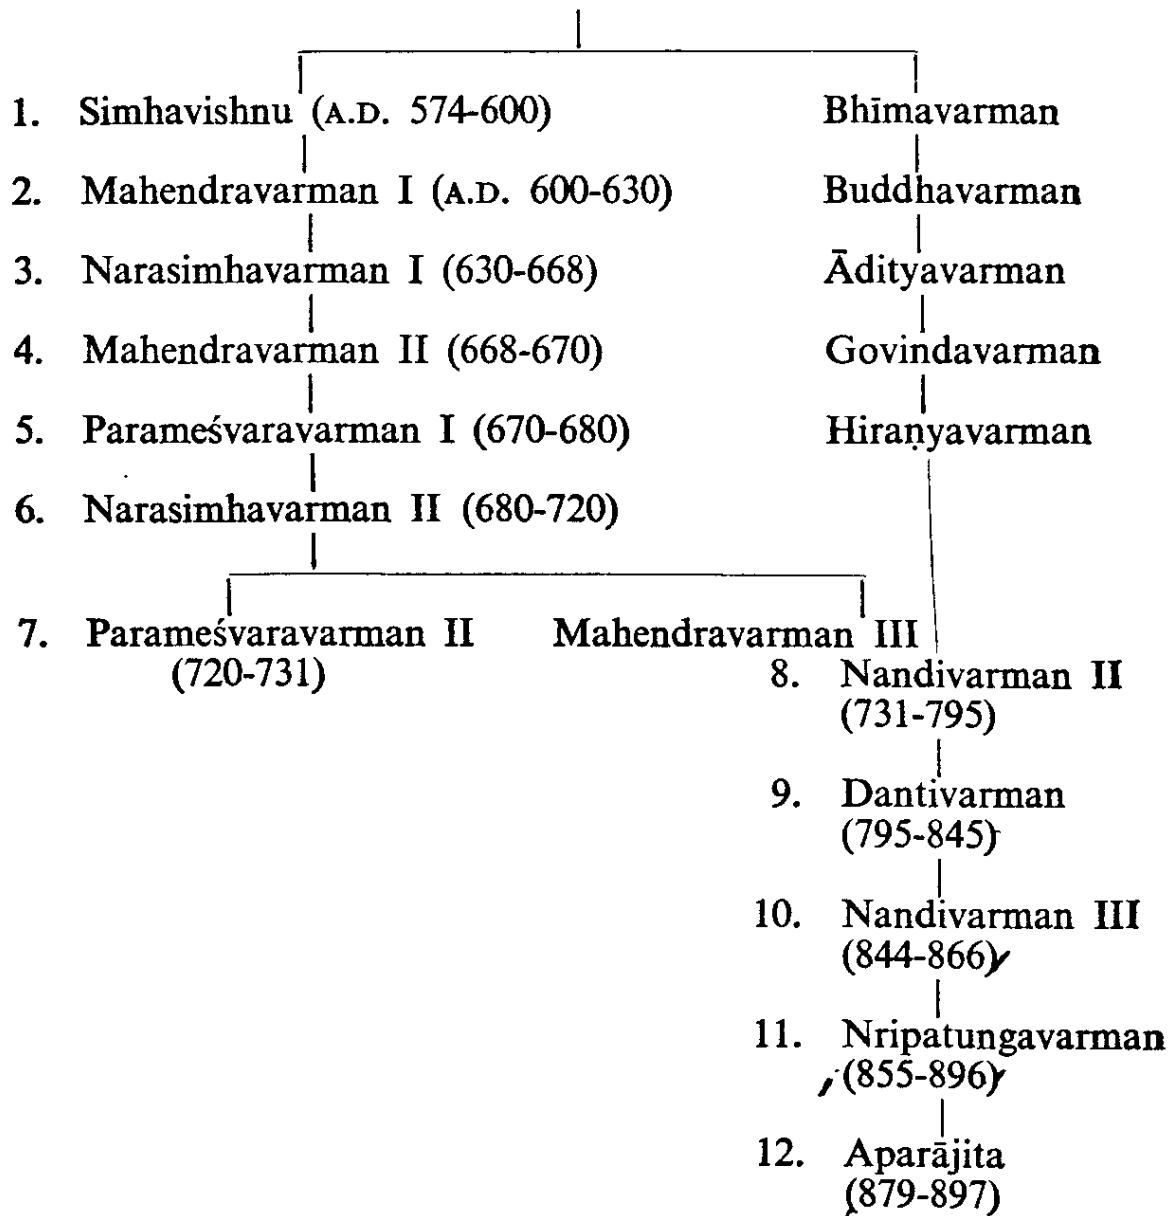 1. Simhavishnu (A.D. 574-600) Bhīmavarman
2. Mahendravarman I (A.D. 600-630) Buddhavarman
3. Narasimhavarman I (630-668) Ādityavarman
4. Mahendravarman II (668-670) Govindavarman
5. Parameśvaravarman I (670-680) Hiraṇyavarman
6. Narasimhavarman II (680-720)
7. Parameśvaravarman II Mahendravarman III
(720-731)
8. Nandivarman II
(731-795)
9. Dantivarman
(795-845)
10. Nandivarman III
(844-866)
11. Nripatungavarman
(855-896)
12. Aparājita
(879-897)